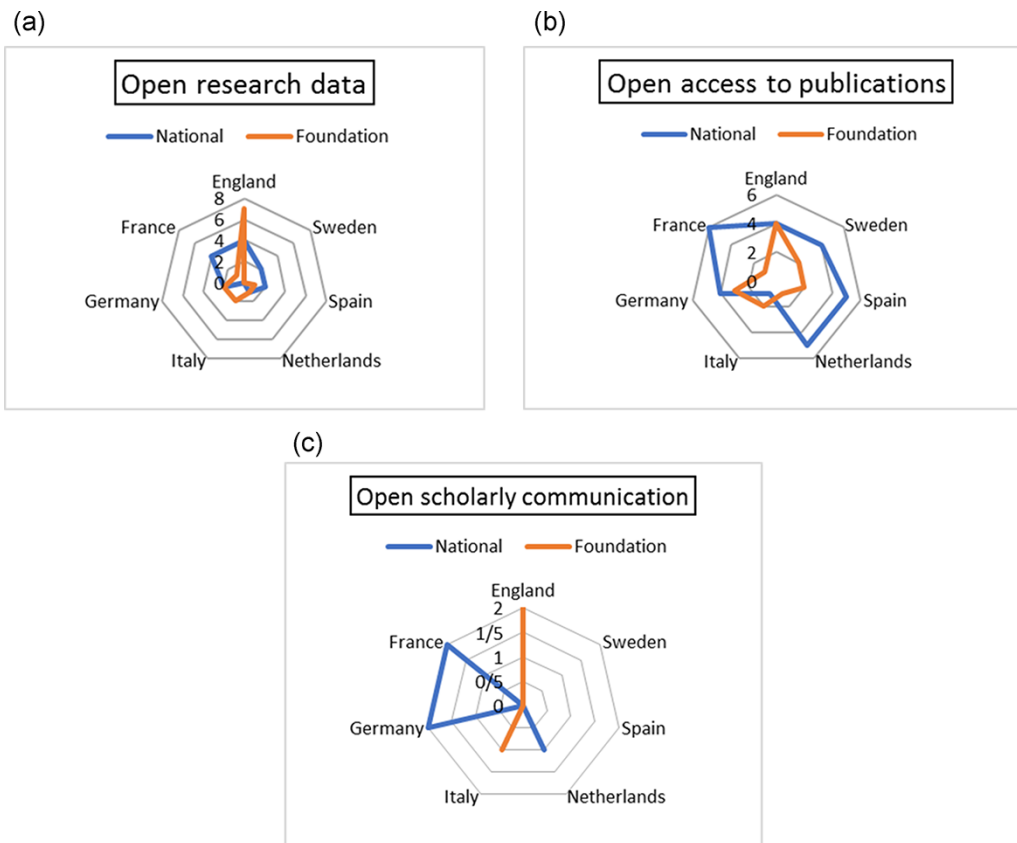 (a)
Open research data
National Foundation
England
8
6
4
2
0
Sweden
Spain
Netherlands
Italy
Germany
France
(b)
Open access to publications
National Foundation
England
6
4
2
0
Sweden
Spain
Netherlands
Italy
Germany
France
(c)
Open scholarly communication
National Foundation
England
2
1/5
1
0/5
0
Sweden
Spain
Netherlands
Italy
Germany
France